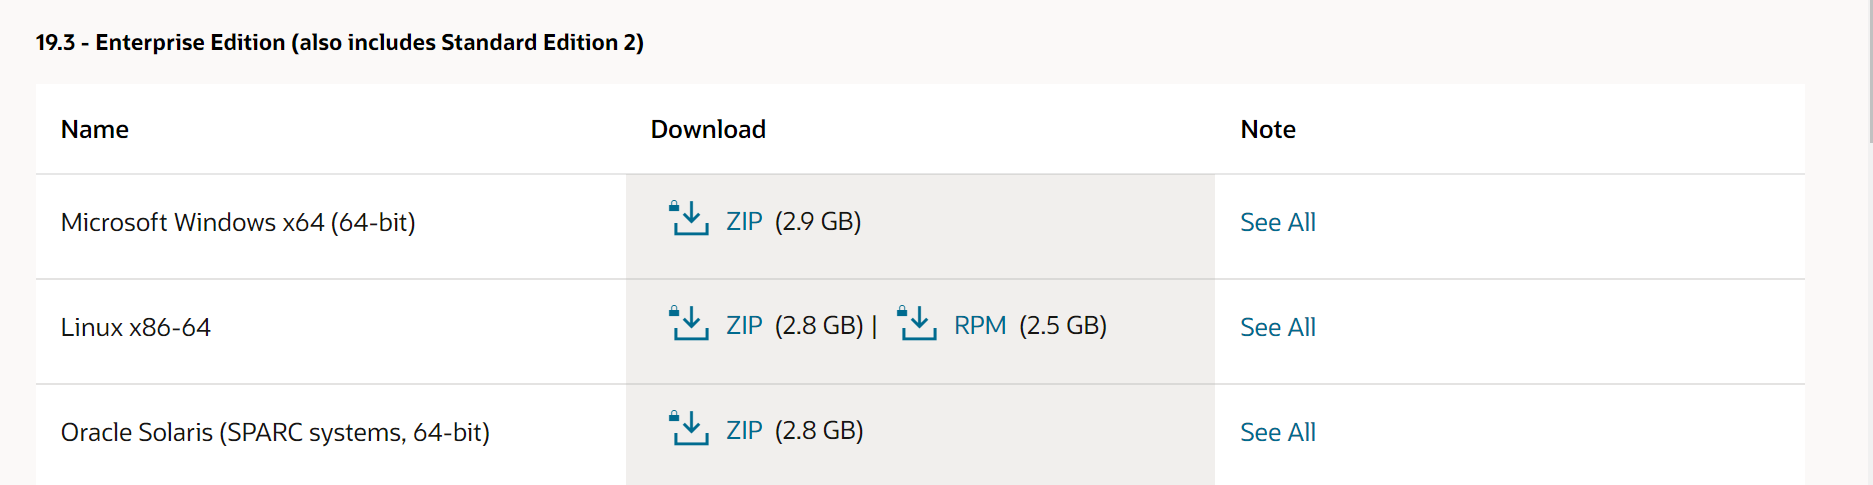 19.3 - Enterprise Edition (also includes Standard Edition 2)
Name Download Note
Microsoft Windows x64 (64-bit) ZIP (2.9 GB) See All
Linux x86-64 ZIP (2.8 GB) | RPM (2.5 GB) See All
Oracle Solaris (SPARC systems, 64-bit) ZIP (2.8 GB) See All